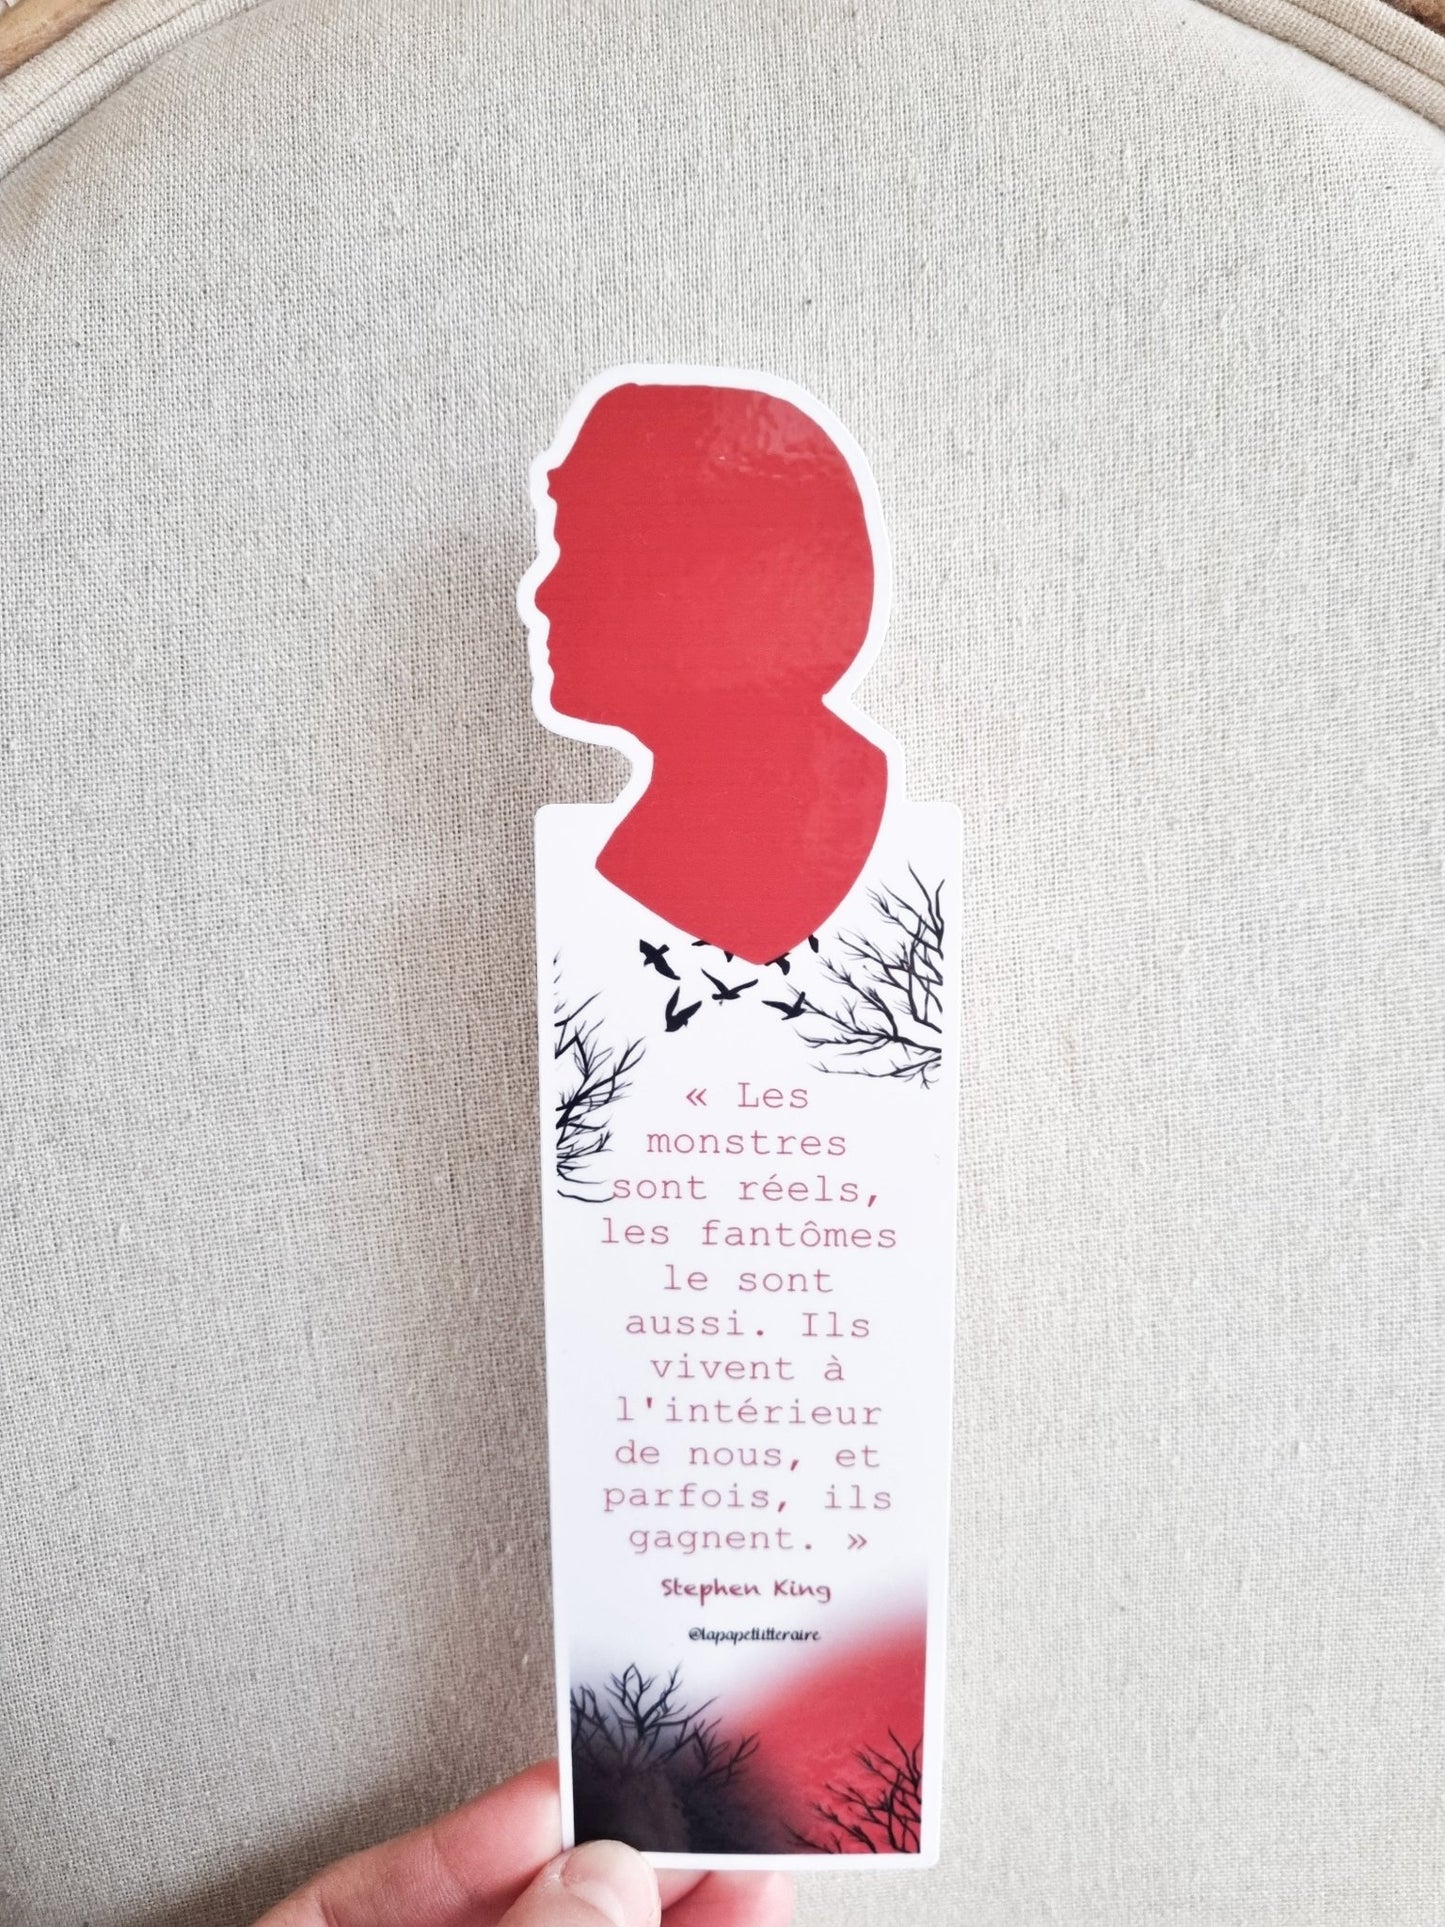 « Les
monstres
sont réels,
les fantômes
le sont
aussi. Ils
vivent à
l'intérieur
de nous, et
parfois, ils
gagnent. »
Stephen King
@lapapetlitteraire